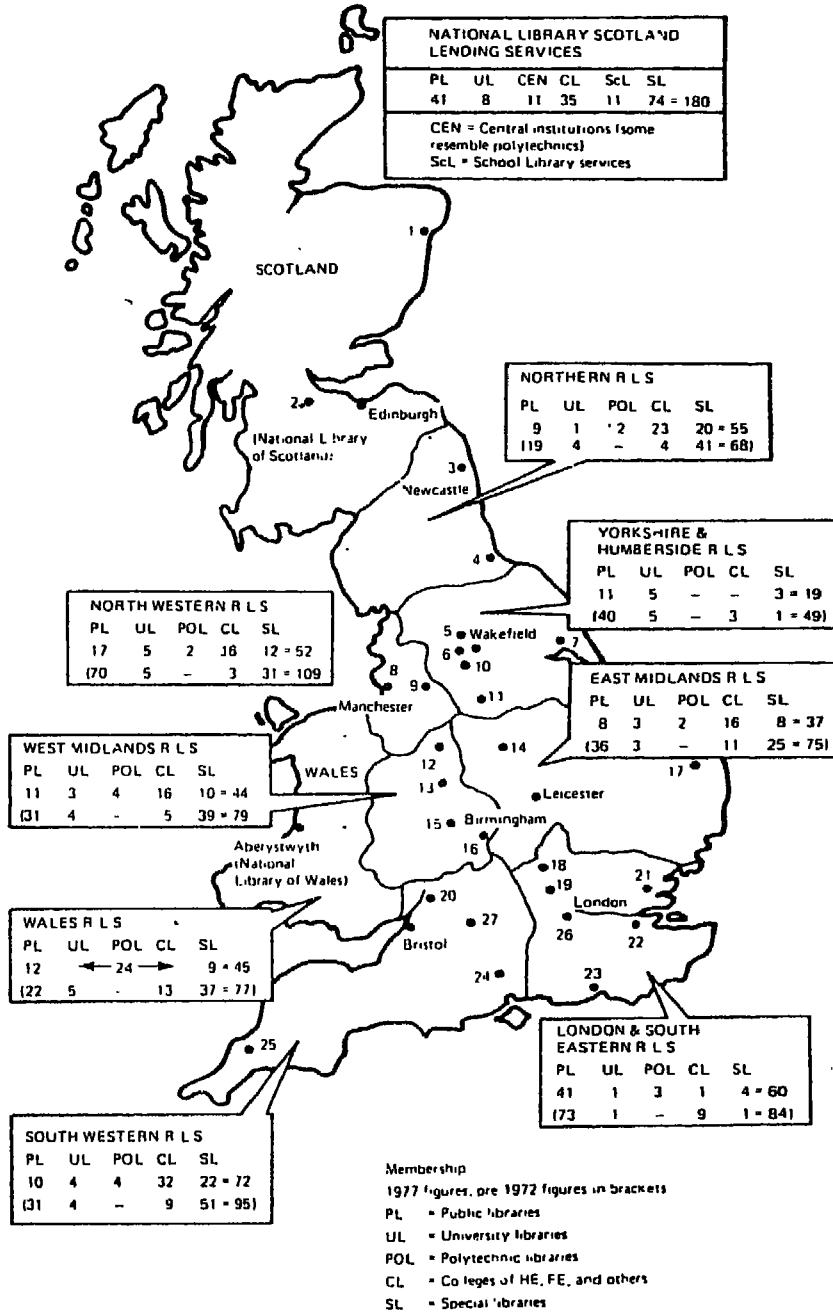 NATIONAL LIBRARY SCOTLAND
LENDING SERVICES
PL UL CEN CL ScL SL
41 8 11 35 11 74 = 180
CEN = Central institutions (some
resemble polytechnics)
ScL = School Library services
1
SCOTLAND
2
Edinburgh
(National Library
of Scotland)
NORTHERN R L S
PL UL POL CL SL
9 1 2 23 20 = 55
(19 4 – 4 41 = 68)
3
Newcastle
4
YORKSHIRE &
HUMBERSIDE R L S
PL UL POL CL SL
11 5 – – 3 = 19
(40 5 – 3 1 = 49)
NORTH WESTERN R L S
PL UL POL CL SL
17 5 2 16 12 = 52
(70 5 – 3 31 = 109)
5 Wakefield
6
7
10
8
9
11
Manchester
EAST MIDLANDS R L S
PL UL POL CL SL
8 3 2 16 8 = 37
(36 3 – 11 25 = 75)
WEST MIDLANDS R L S
PL UL POL CL SL
11 3 4 16 10 = 44
(31 4 - 5 39 = 79)
WALES
12
14
13
17
Leicester
15
Birmingham
16
Aberystwyth
(National
Library of Wales)
18
19
21
London
20
27
26
22
Bristol
WALES R L S
PL UL POL CL SL
12 ← 24 → 9 = 45
(22 5 - 13 37 = 77)
24
23
25
LONDON & SOUTH
EASTERN R L S
PL UL POL CL SL
41 1 3 1 4 = 60
(73 1 – 9 1 = 84)
SOUTH WESTERN R L S
PL UL POL CL SL
10 4 4 32 22 = 72
(31 4 – 9 51 = 95)
Membership
1977 figures, pre 1972 figures in brackets
PL = Public libraries
UL = University libraries
POL = Polytechnic libraries
CL = Colleges of HE, FE, and others
SL = Special libraries